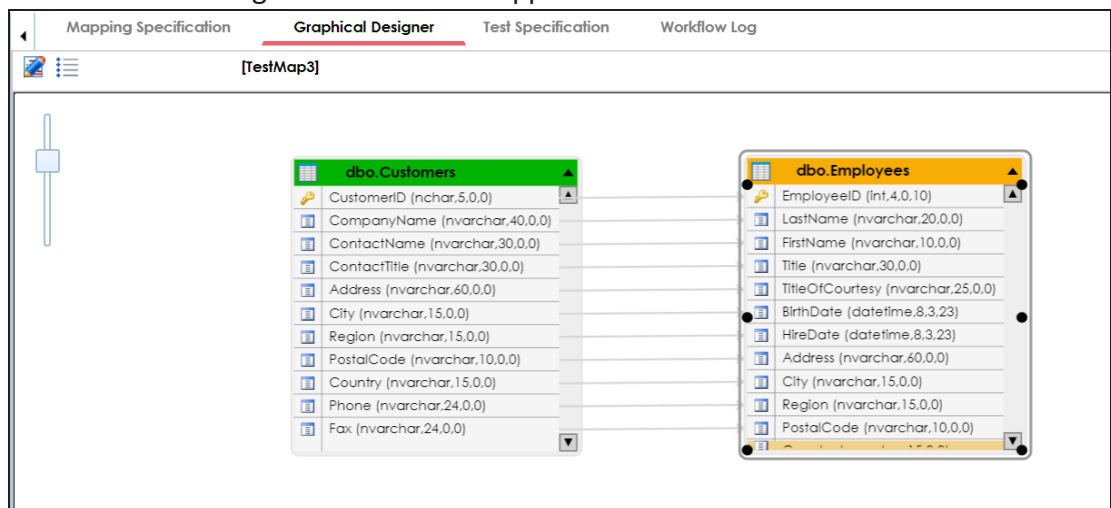 Mapping Specification Graphical Designer Test Specification Workflow Log
[TestMap3]
dbo.Customers
CustomerID (nchar,5,0,0)
CompanyName (nvarchar,40,0,0)
ContactName (nvarchar,30,0,0)
ContactTitle (nvarchar,30,0,0)
Address (nvarchar,60,0,0)
City (nvarchar,15,0,0)
Region (nvarchar,15,0,0)
PostalCode (nvarchar,10,0,0)
Country (nvarchar,15,0,0)
Phone (nvarchar,24,0,0)
Fax (nvarchar,24,0,0)
dbo.Employees
EmployeeID (int,4,0,10)
LastName (nvarchar,20,0,0)
FirstName (nvarchar,10,0,0)
Title (nvarchar,30,0,0)
TitleOfCourtesy (nvarchar,25,0,0)
BirthDate (datetime,8,3,23)
HireDate (datetime,8,3,23)
Address (nvarchar,60,0,0)
City (nvarchar,15,0,0)
Region (nvarchar,15,0,0)
PostalCode (nvarchar,10,0,0)